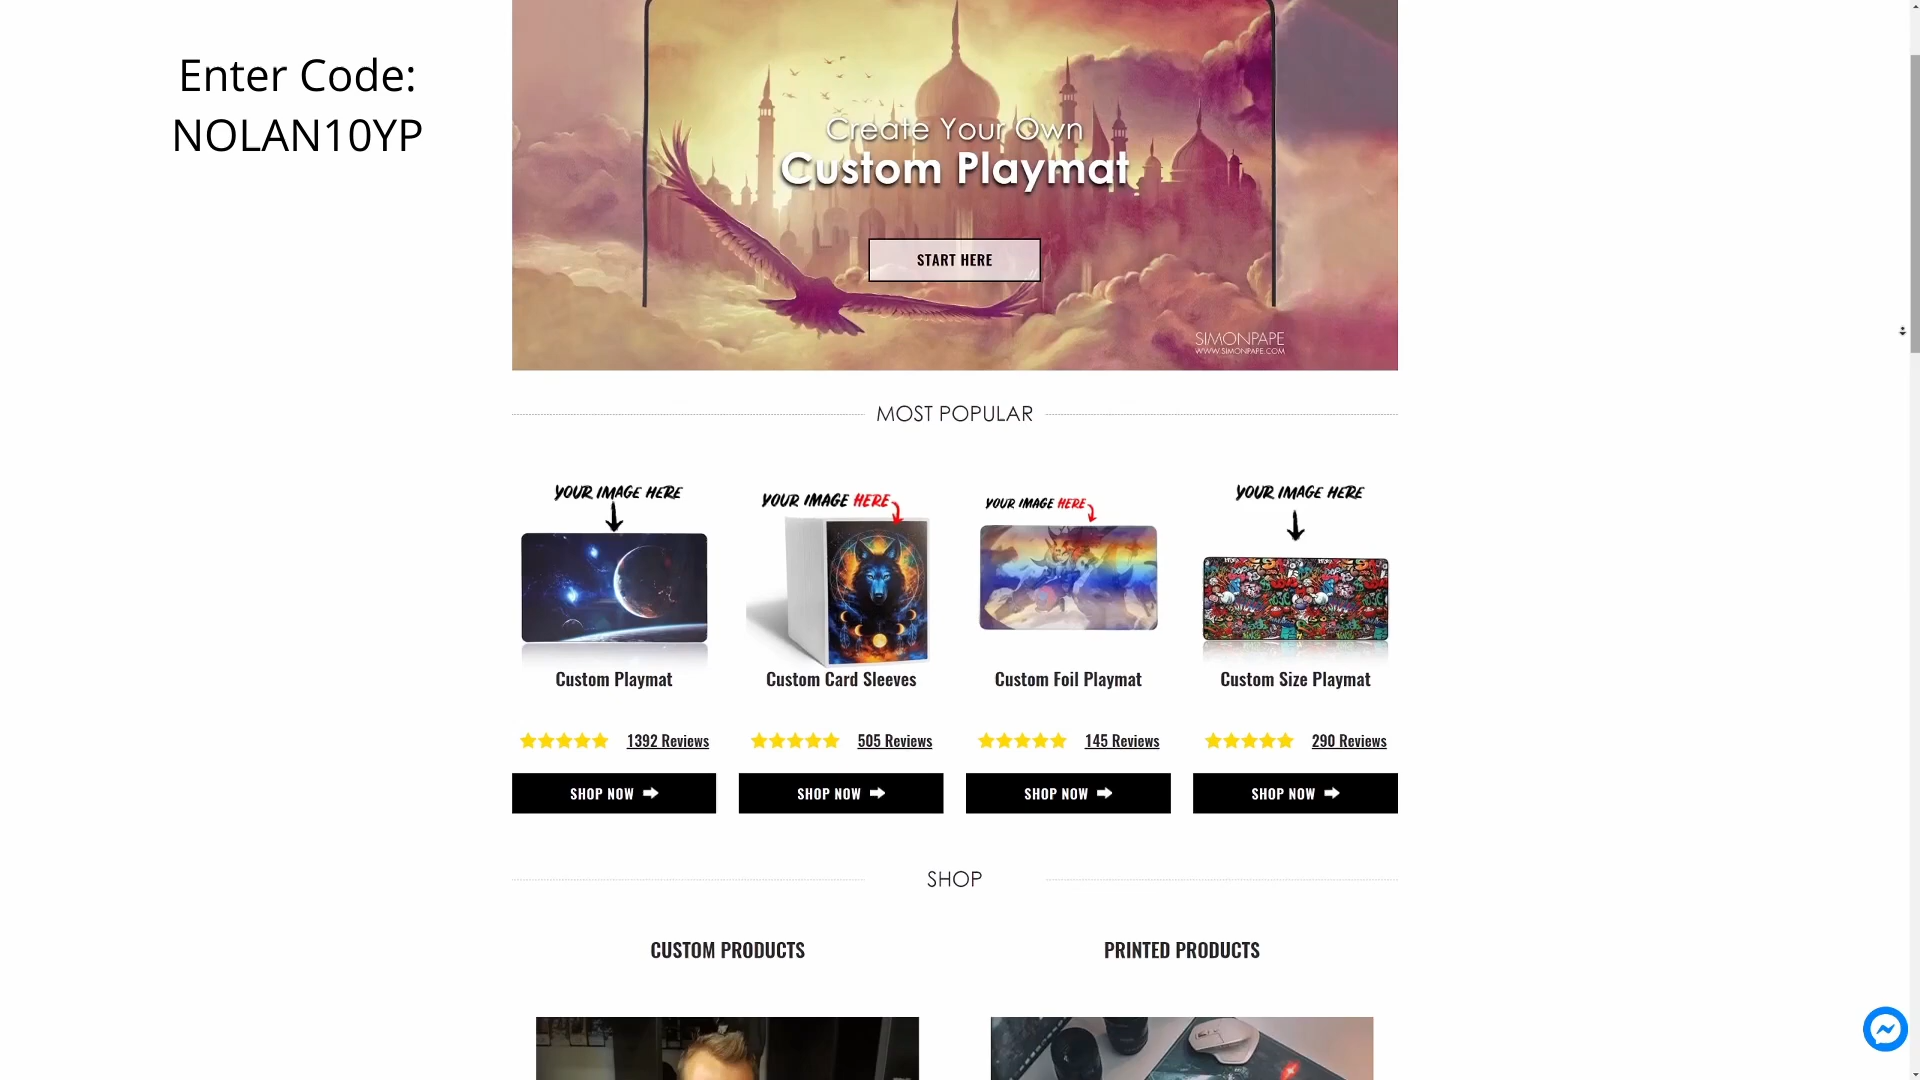 Enter Code:
NOLAN10YP
Create Your Own
Custom Playmat
START HERE
SIMONPAPE
WWW.SIMONPAPE.COM
MOST POPULAR
YOUR IMAGE HERE
YOUR IMAGE HERE
YOUR IMAGE HERE
YOUR IMAGE HERE
Custom Playmat
Custom Card Sleeves
Custom Foil Playmat
Custom Size Playmat
1392 Reviews
505 Reviews
145 Reviews
290 Reviews
SHOP NOW
SHOP NOW
SHOP NOW
SHOP NOW
SHOP
CUSTOM PRODUCTS
PRINTED PRODUCTS